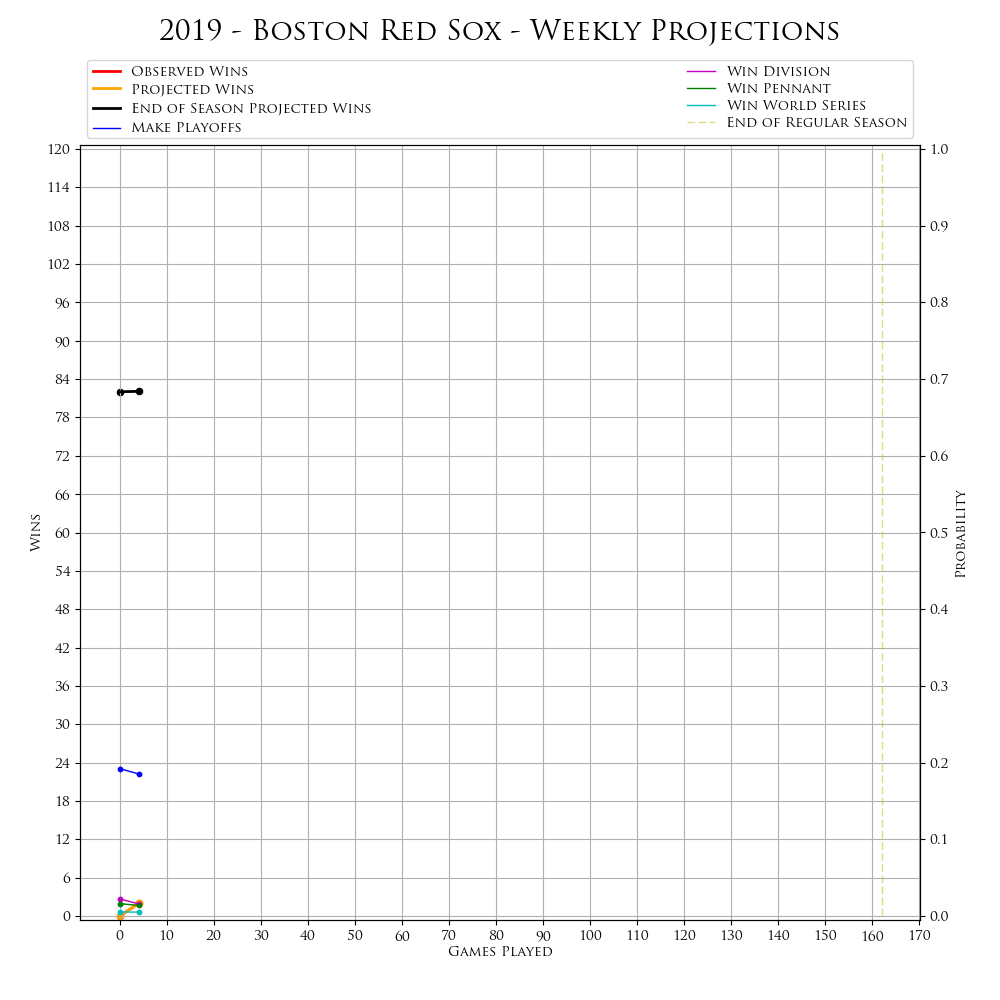 2019 - Boston Red Sox - Weekly Projections
Observed Wins
Projected Wins
End of Season Projected Wins
Make Playoffs
Win Division
Win Pennant
Win World Series
End of Regular Season
120
114
108
102
96
90
84
78
72
66
60
54
48
42
36
30
24
18
12
6
0
Wins
1.0
0.9
0.8
0.7
0.6
0.5
0.4
0.3
0.2
0.1
0.0
Probability
0 10 20 30 40 50 60 70 80 90 100 110 120 130 140 150 160 170
Games Played